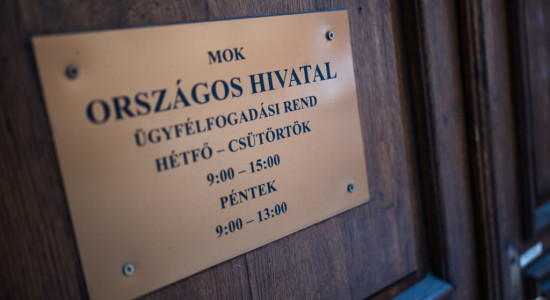 MOK
ORSZÁGOS HIVATAL
ÜGYFÉLFOGADÁSI REND
HÉTFŐ – CSÜTÖRTÖK
9:00 – 15:00
PÉNTEK
9:00 – 13:00